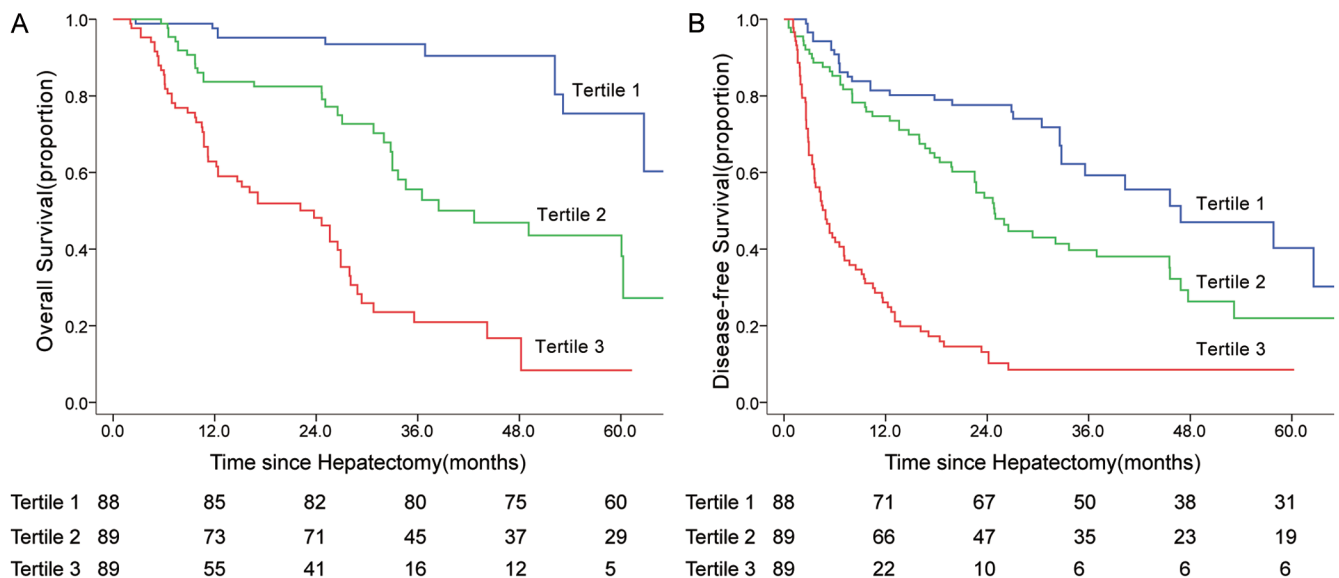 A
Overall Survival(proportion)
1.0
0.8
0.6
0.4
0.2
0.0
Tertile 1
Tertile 2
Tertile 3
0.0 12.0 24.0 36.0 48.0 60.0
Time since Hepatectomy(months)
Tertile 1 88 85 82 80 75 60
Tertile 2 89 73 71 45 37 29
Tertile 3 89 55 41 16 12 5
B
Disease-free Survival(proportion)
1.0
0.8
0.6
0.4
0.2
0.0
Tertile 1
Tertile 2
Tertile 3
0.0 12.0 24.0 36.0 48.0 60.0
Time since Hepatectomy(months)
Tertile 1 88 71 67 50 38 31
Tertile 2 89 66 47 35 23 19
Tertile 3 89 22 10 6 6 6